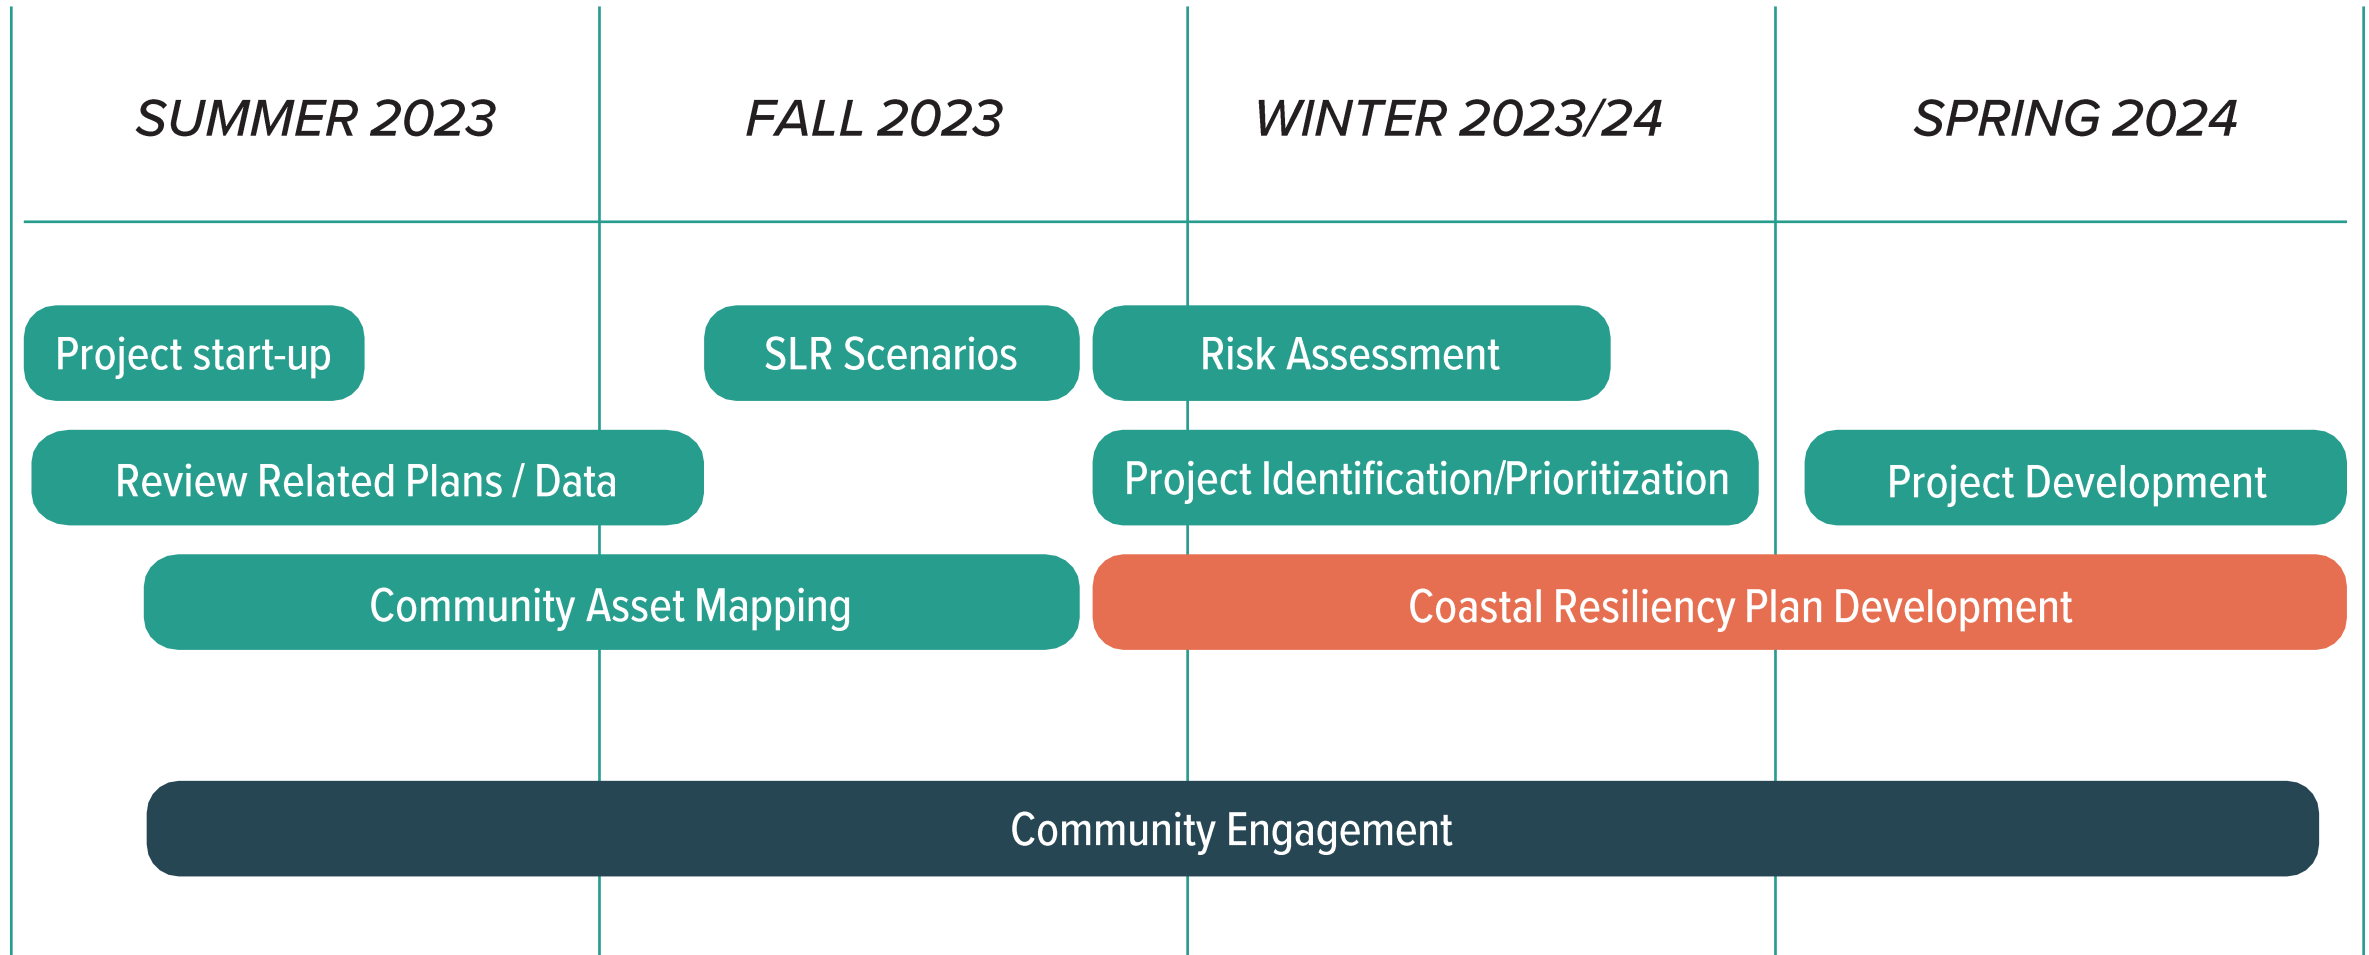 SUMMER 2023
FALL 2023
WINTER 2023/24
SPRING 2024
Project start-up
SLR Scenarios
Risk Assessment
Review Related Plans / Data
Project Identification/Prioritization
Project Development
Community Asset Mapping
Coastal Resiliency Plan Development
Community Engagement